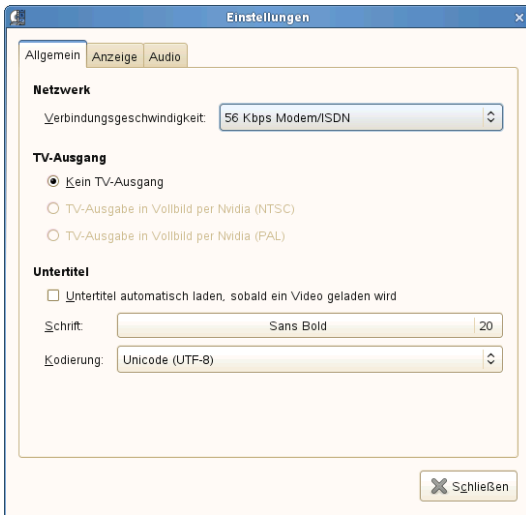 Einstellungen
Allgemein Anzeige Audio
Netzwerk
Verbindungsgeschwindigkeit: 56 Kbps Modem/ISDN
TV-Ausgang
Kein TV-Ausgang
TV-Ausgabe in Vollbild per Nvidia (NTSC)
TV-Ausgabe in Vollbild per Nvidia (PAL)
Untertitel
Untertitel automatisch laden, sobald ein Video geladen wird
Schrift: Sans Bold 20
Kodierung: Unicode (UTF-8)
Schließen